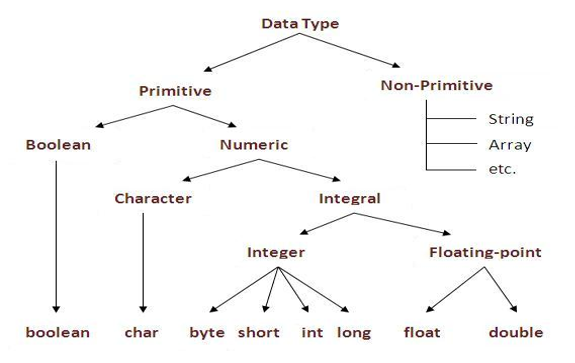 Data Type
Primitive
Non-Primitive
String
Array
etc.
Boolean
Numeric
Character
Integral
Integer
Floating-point
boolean
char
byte
short
int
long
float
double